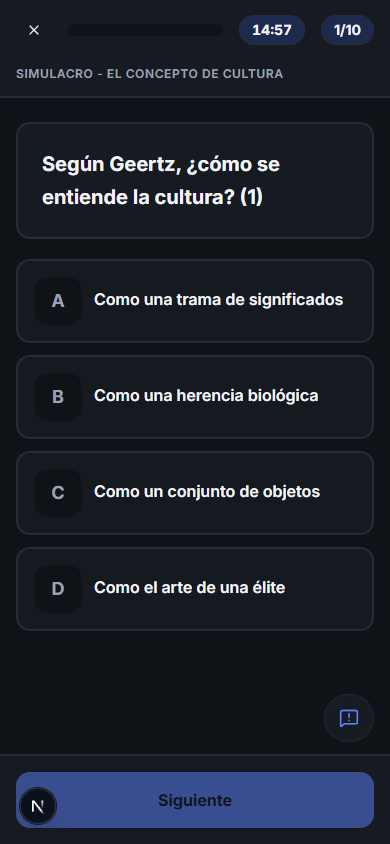 14:57
1/10
SIMULACRO - EL CONCEPTO DE CULTURA
Según Geertz, ¿cómo se
entiende la cultura? (1)
A
Como una trama de significados
B
Como una herencia biológica
C
Como un conjunto de objetos
D
Como el arte de una élite
Siguiente
N